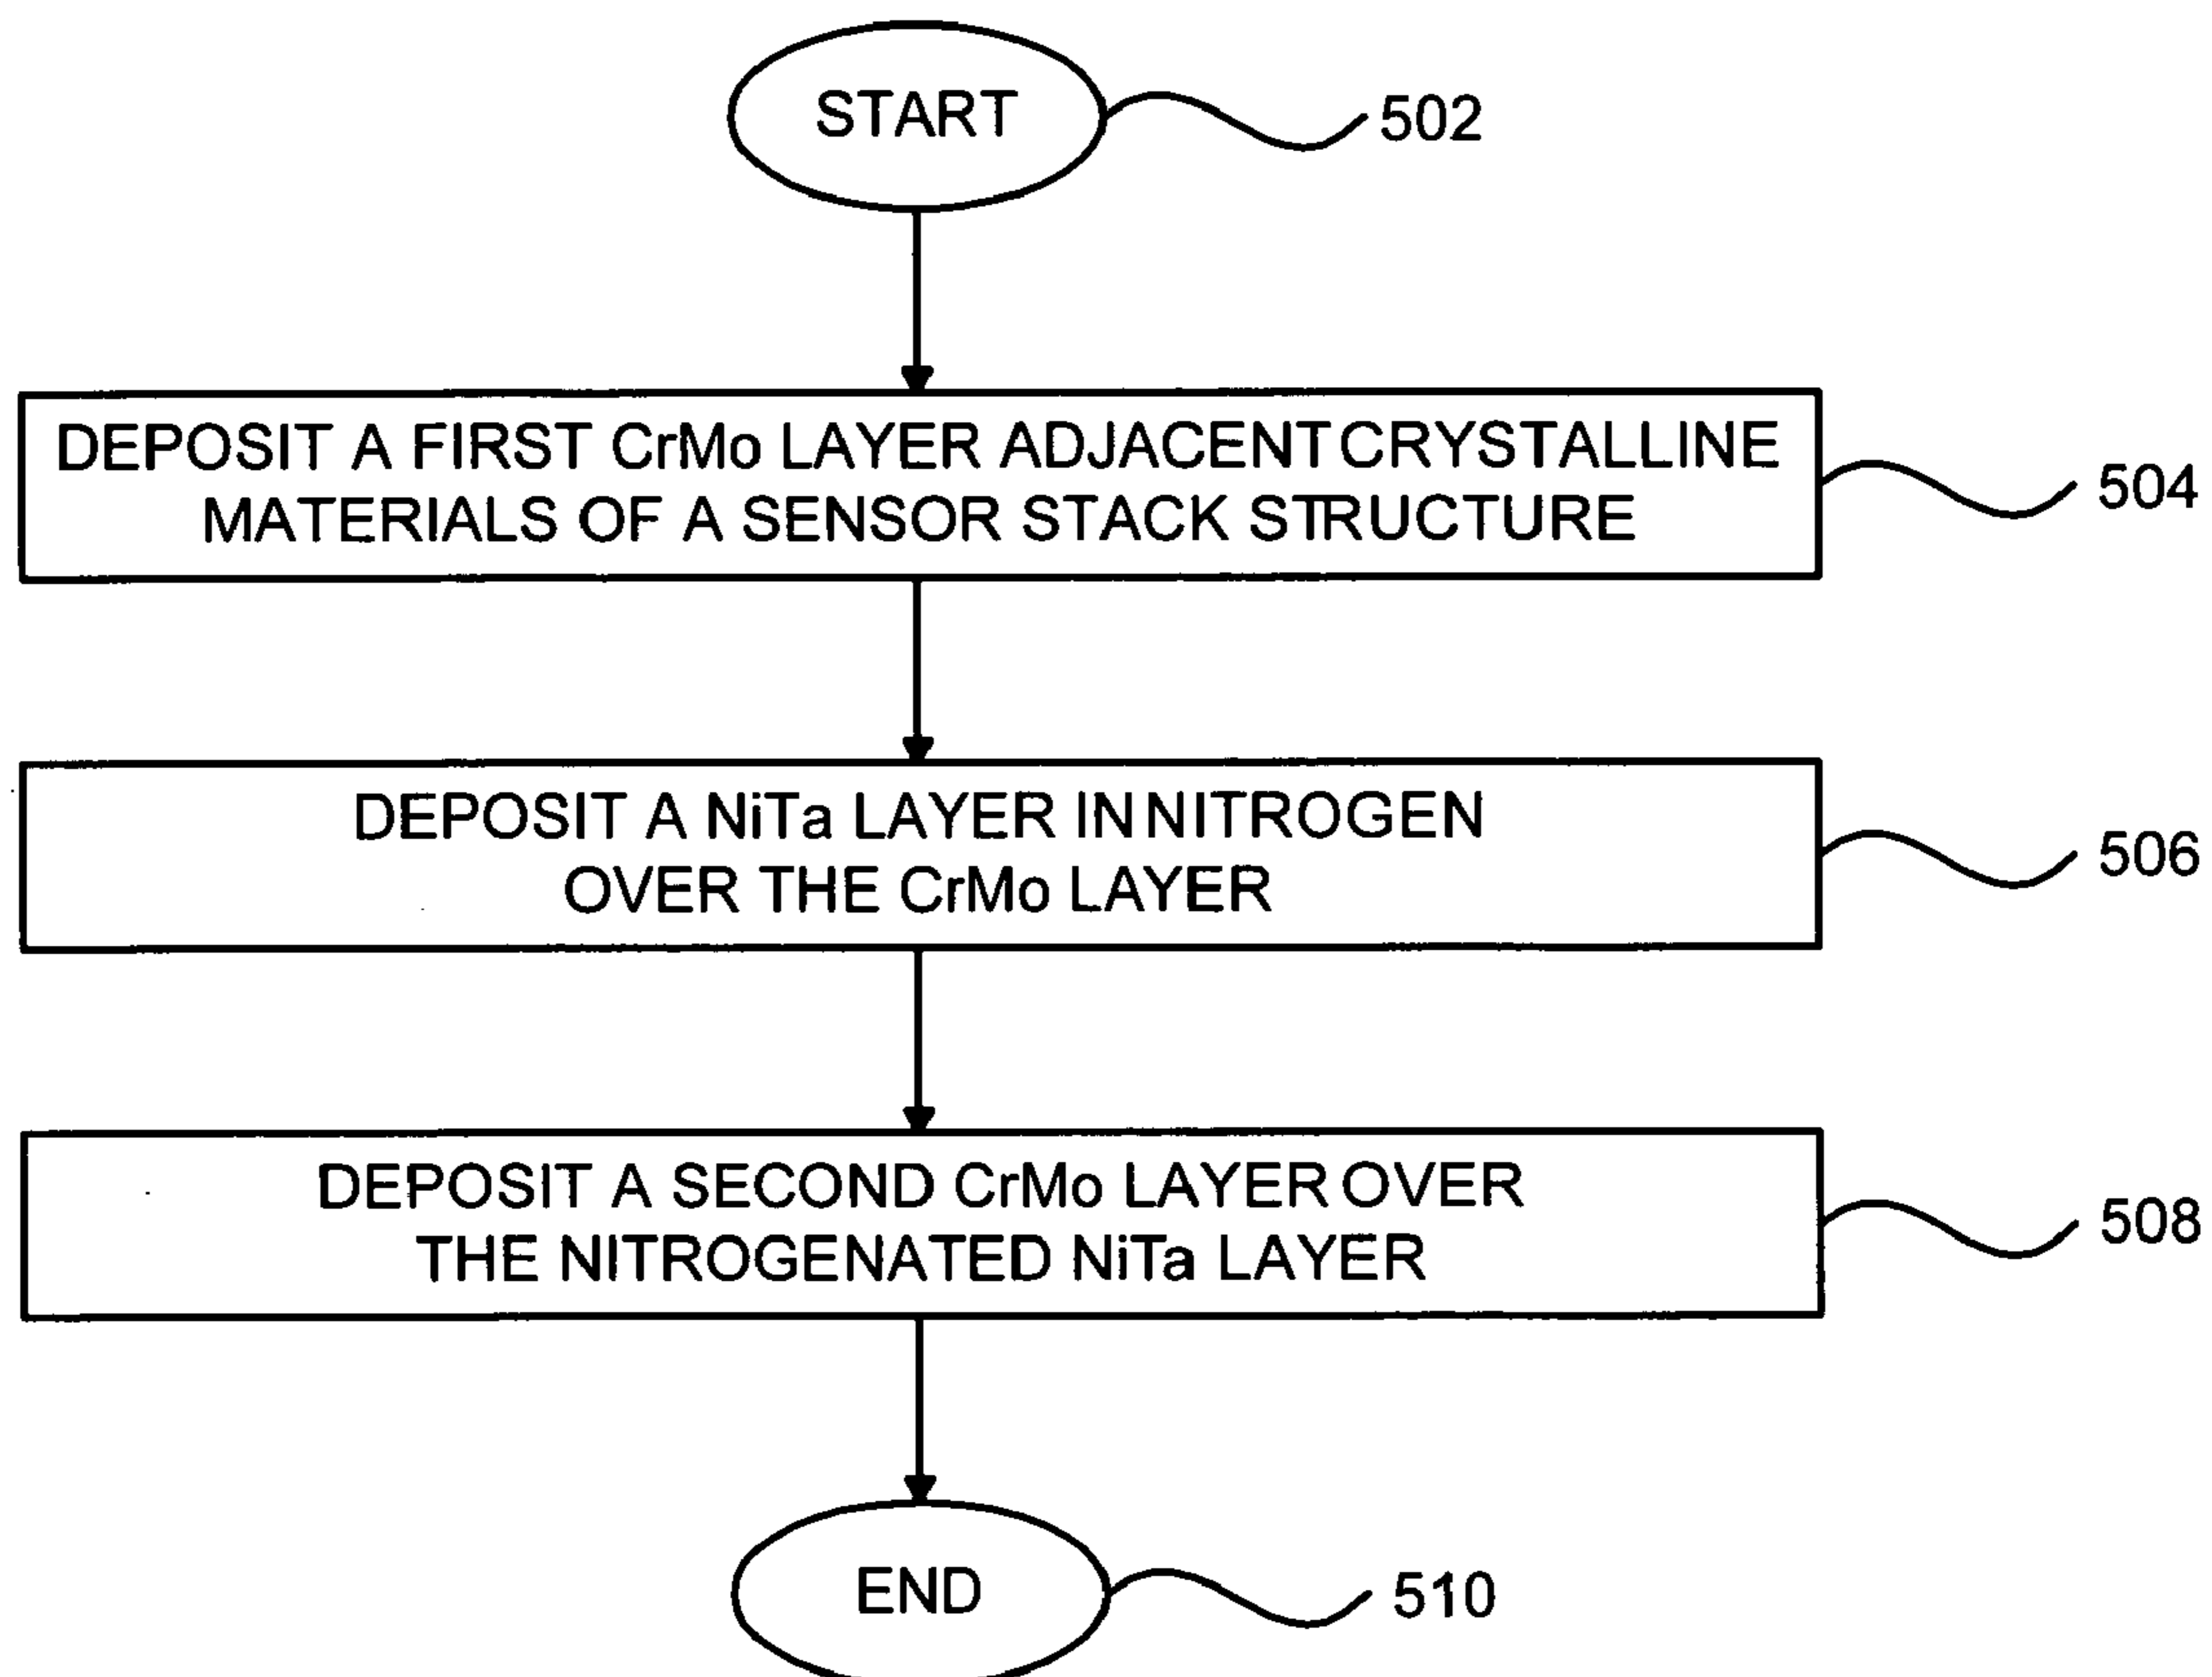 START
502
DEPOSIT A FIRST CrMo LAYER ADJACENT CRYSTALLINE
MATERIALS OF A SENSOR STACK STRUCTURE
504
DEPOSIT A NiTa LAYER IN NITROGEN
OVER THE CrMo LAYER
506
DEPOSIT A SECOND CrMo LAYER OVER
THE NITROGENATED NiTa LAYER
508
END
510